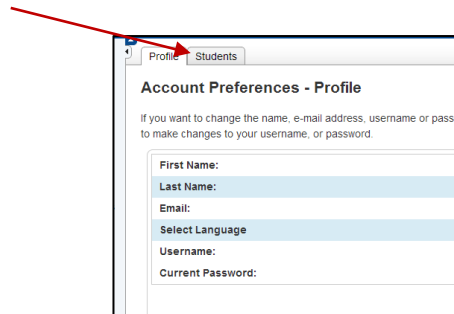 Profile Students
Account Preferences - Profile
If you want to change the name, e-mail address, username or pass
to make changes to your username, or password.
First Name:
Last Name:
Email:
Select Language
Username:
Current Password: